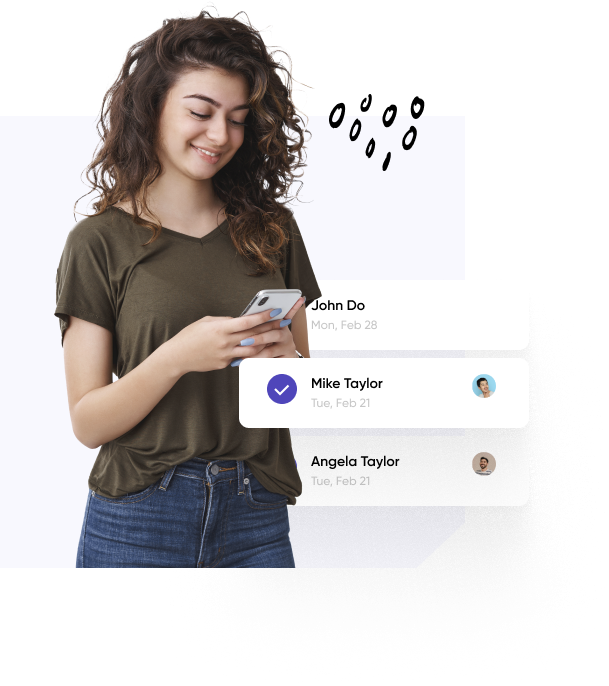 John Do
Mon, Feb 28
Mike Taylor
Tue, Feb 21
Angela Taylor
Tue, Feb 21